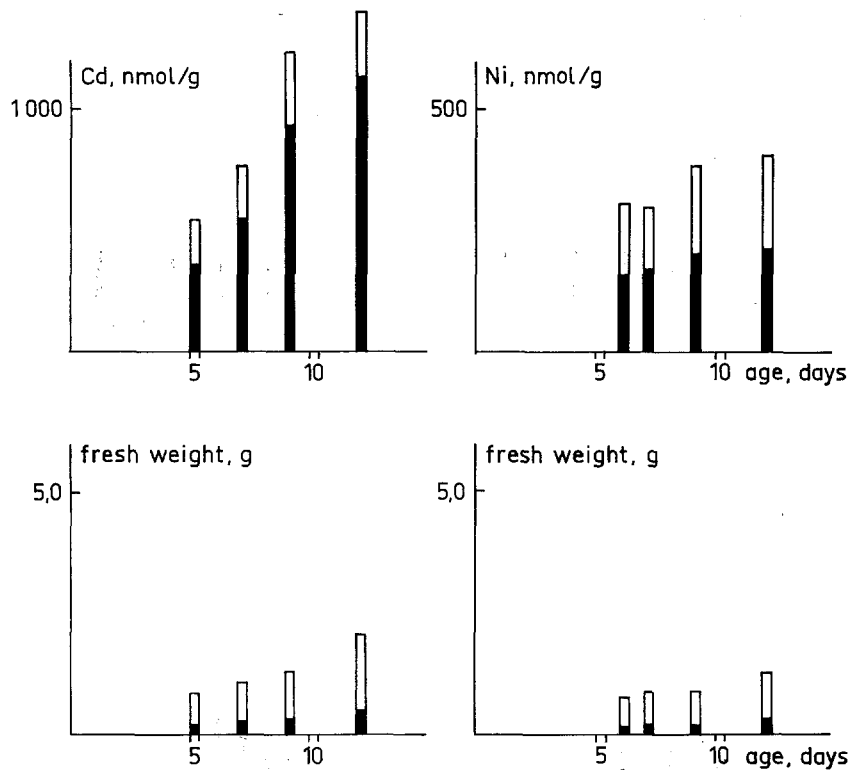 Cd, nmol/g
1000
5
10
Ni, nmol/g
500
5
10
age, days
fresh weight, g
5,0
5
10
fresh weight, g
5,0
5
10
age, days